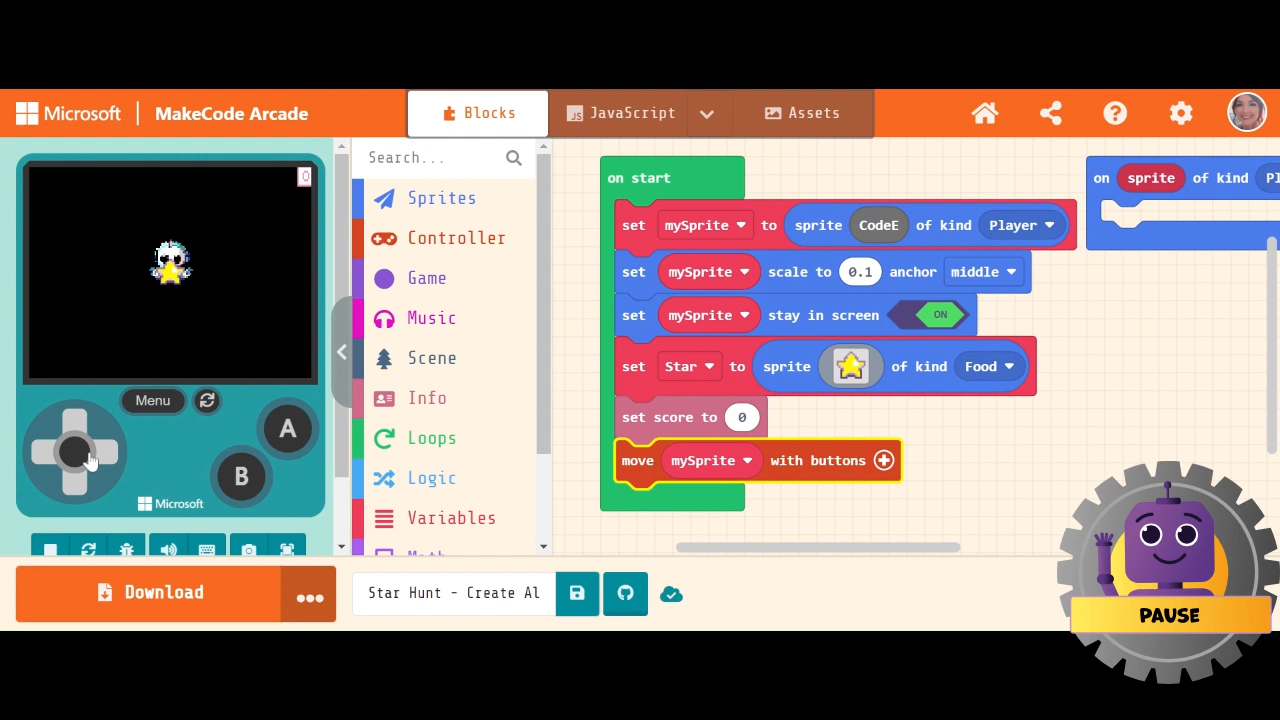 Microsoft | MakeCode Arcade
Blocks
JavaScript
Assets
0
Menu
A
B
Microsoft
Search...
Sprites
Controller
Game
Music
Scene
Info
Loops
Logic
Variables
Math
on start
set mySprite to sprite CodeE of kind Player
set mySprite scale to 0.1 anchor middle
set mySprite stay in screen ON
set Star to sprite of kind Food
set score to 0
move mySprite with buttons
on sprite of kind Pl
Download
Star Hunt - Create Al
PAUSE